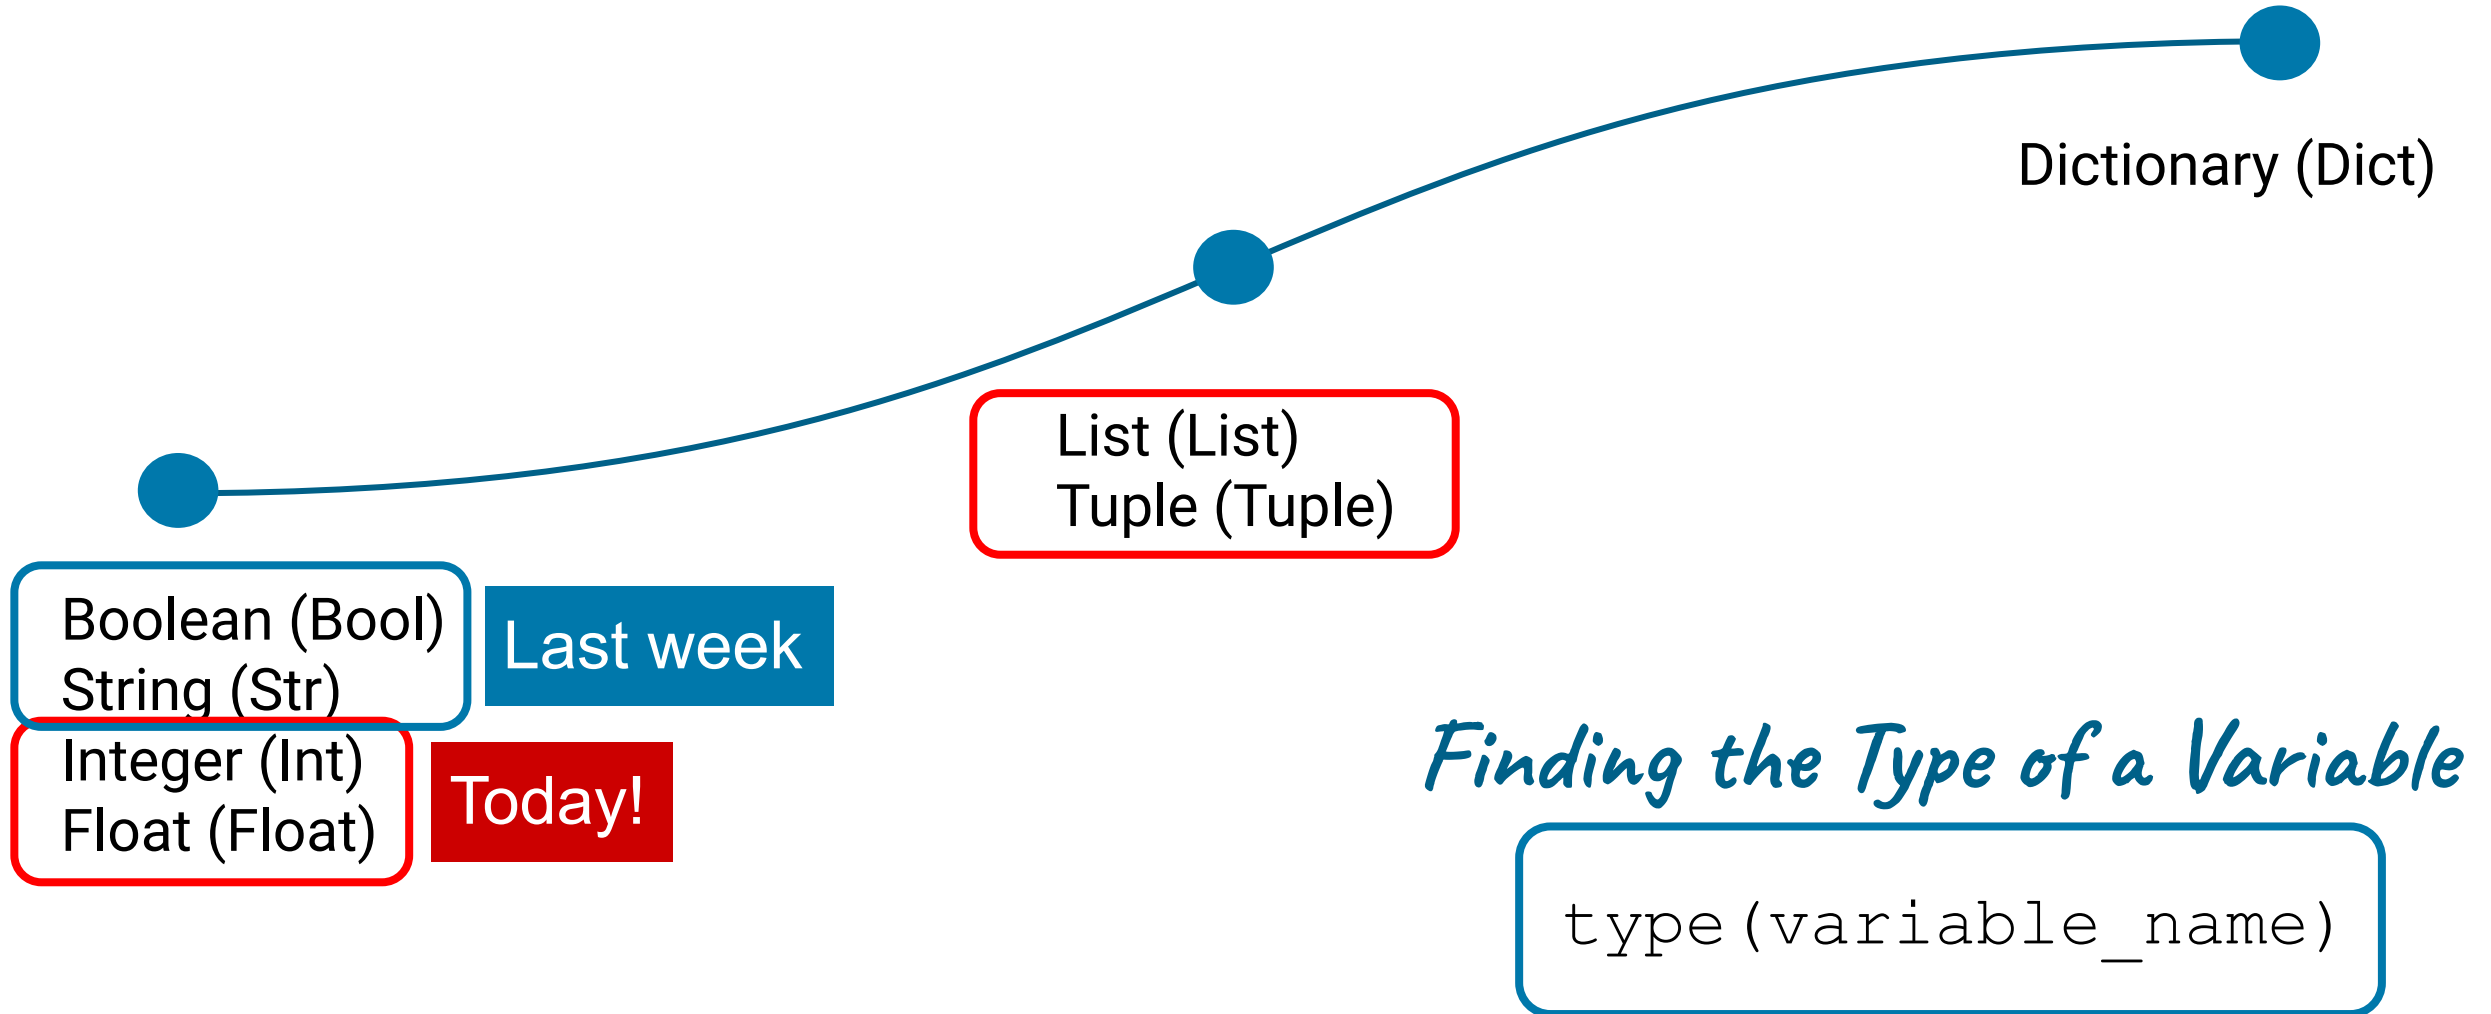 Dictionary (Dict)
List (List)
Tuple (Tuple)
Boolean (Bool)
String (Str)
Last week
Integer (Int)
Float (Float)
Today!
Finding the Type of a Variable
type(variable_name)